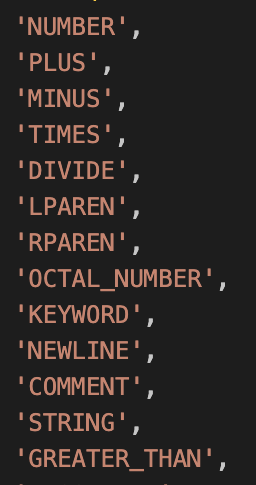 'NUMBER',
'PLUS',
'MINUS',
'TIMES',
'DIVIDE',
'LPAREN',
'RPAREN',
'OCTAL_NUMBER',
'KEYWORD',
'NEWLINE',
'COMMENT',
'STRING',
'GREATER_THAN',